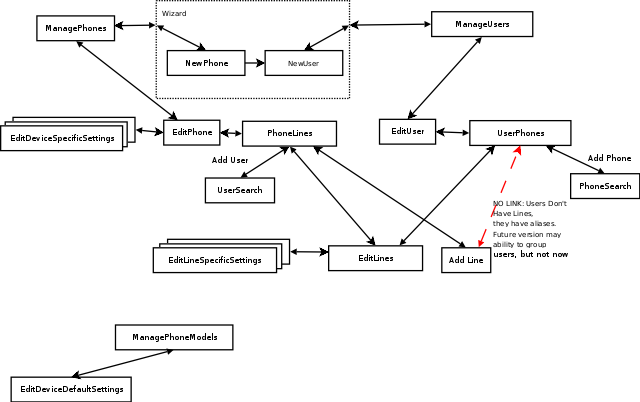 Wizard
ManagePhones
ManageUsers
NewPhone
NewUser
EditDeviceSpecificSettings
EditPhone
PhoneLines
EditUser
UserPhones
Add User
Add Phone
UserSearch
PhoneSearch
NO LINK: Users Don't
Have Lines,
they have aliases.
Future version may
ability to group
users, but not now
EditLineSpecificSettings
EditLines
Add Line
ManagePhoneModels
EditDeviceDefaultSettings